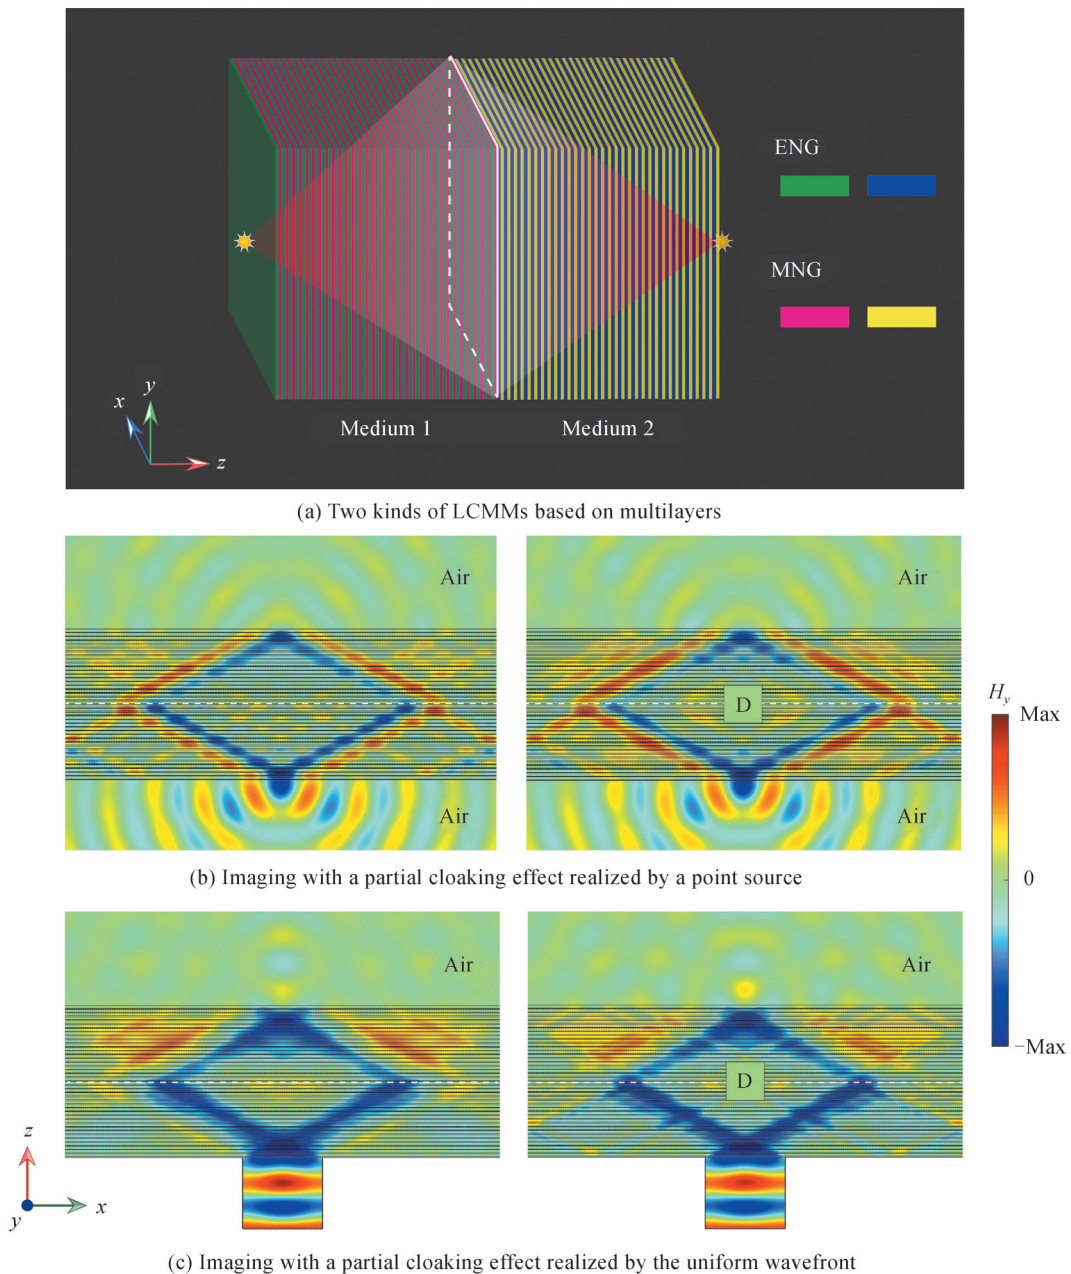 ENG
MNG
x
y
z
Medium 1
Medium 2
(a) Two kinds of LCMMs based on multilayers
Air
Air
D
Air
Air
H_y
Max
0
−Max
(b) Imaging with a partial cloaking effect realized by a point source
Air
Air
D
z
y
x
(c) Imaging with a partial cloaking effect realized by the uniform wavefront